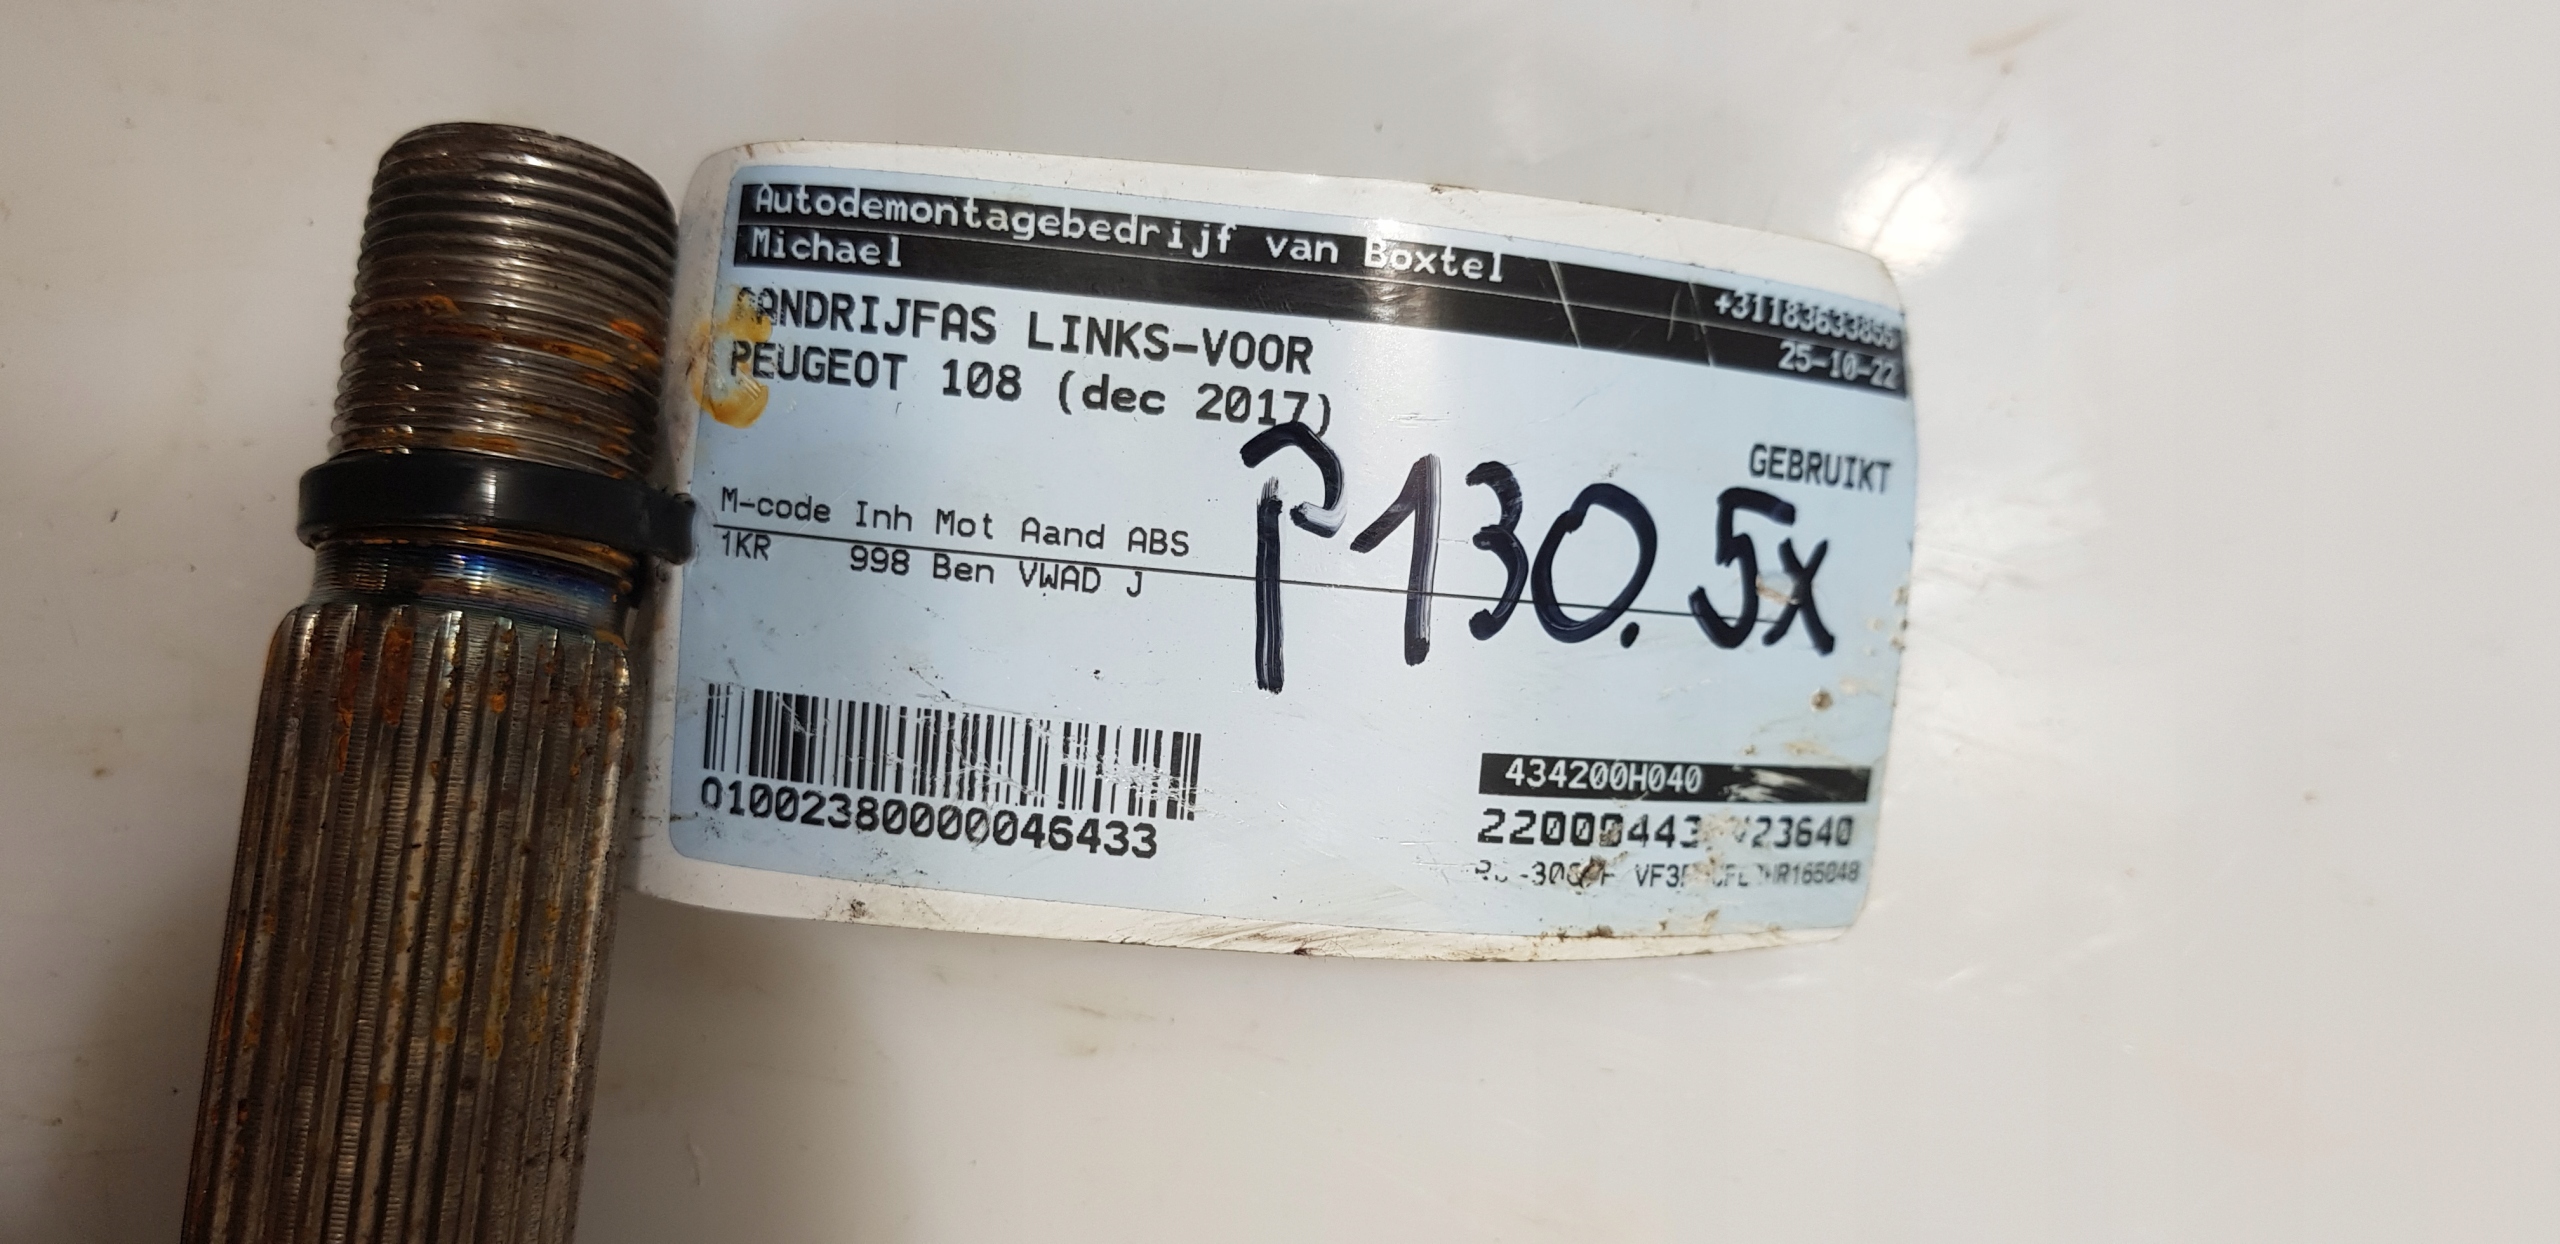 Autodemontagebedrijf van Boxtel
Michael
+31183633855
25-10-22
AANDRIJFAS LINKS-VOOR
PEUGEOT 108 (dec 2017)
GEBRUIKT
P130.5x
M-code Inh Mot Aand ABS
1KR 998 Ben VWAD J
01002380000046433
434200H040